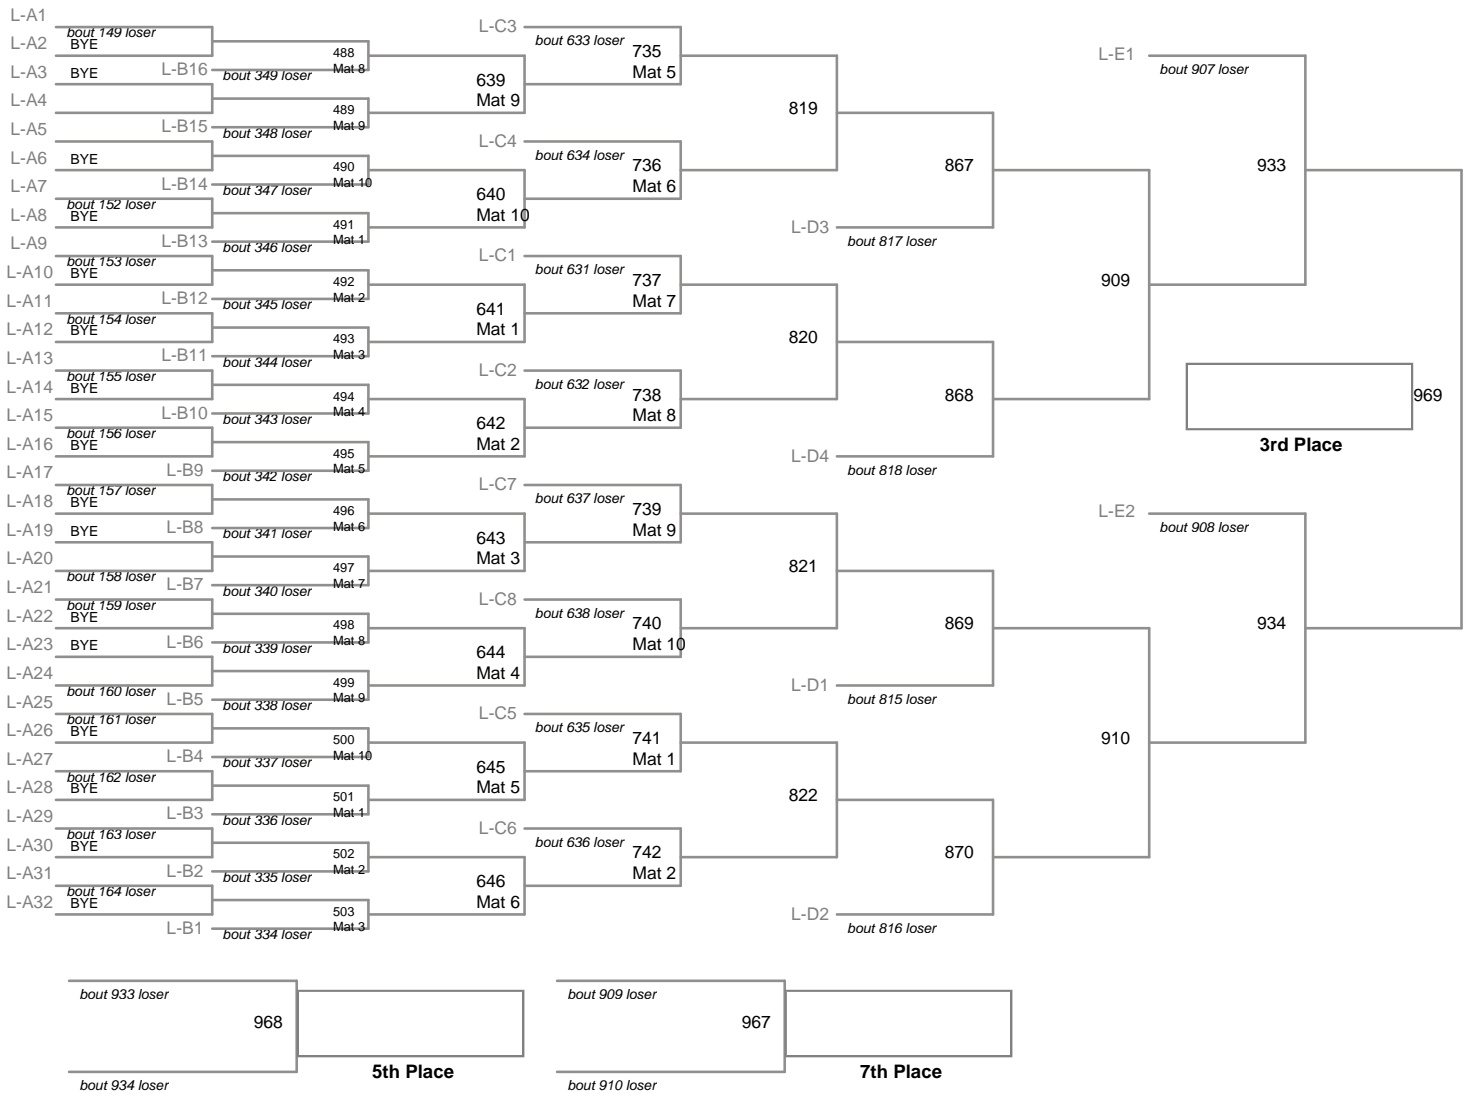 L-A1
bout 149 loser
L-A2
BYE
L-A3
BYE
L-A4
L-A5
L-A6
BYE
L-A7
bout 152 loser
L-A8
BYE
L-A9
bout 153 loser
L-A10
BYE
L-A11
bout 154 loser
L-A12
BYE
L-A13
bout 155 loser
L-A14
BYE
L-A15
bout 156 loser
L-A16
BYE
L-A17
bout 157 loser
L-A18
BYE
L-A19
BYE
L-A20
bout 158 loser
L-A21
bout 159 loser
L-A22
BYE
L-A23
BYE
L-A24
bout 160 loser
L-A25
bout 161 loser
L-A26
BYE
L-A27
bout 162 loser
L-A28
BYE
L-A29
bout 163 loser
L-A30
BYE
L-A31
bout 164 loser
L-A32
BYE
L-B16
bout 349 loser
488
Mat 8
L-B15
bout 348 loser
489
Mat 9
L-B14
bout 347 loser
490
Mat 10
L-B13
bout 346 loser
491
Mat 1
L-B12
bout 345 loser
492
Mat 2
L-B11
bout 344 loser
493
Mat 3
L-B10
bout 343 loser
494
Mat 4
L-B9
bout 342 loser
495
Mat 5
L-B8
bout 341 loser
496
Mat 6
L-B7
bout 340 loser
497
Mat 7
L-B6
bout 339 loser
498
Mat 8
L-B5
bout 338 loser
499
Mat 9
L-B4
bout 337 loser
500
Mat 10
L-B3
bout 336 loser
501
Mat 1
L-B2
bout 335 loser
502
Mat 2
L-B1
bout 334 loser
503
Mat 3
639
Mat 9
640
Mat 10
641
Mat 1
642
Mat 2
643
Mat 3
644
Mat 4
645
Mat 5
646
Mat 6
L-C3
bout 633 loser
735
Mat 5
L-C4
bout 634 loser
736
Mat 6
L-C1
bout 631 loser
737
Mat 7
L-C2
bout 632 loser
738
Mat 8
L-C7
bout 637 loser
739
Mat 9
L-C8
bout 638 loser
740
Mat 10
L-C5
bout 635 loser
741
Mat 1
L-C6
bout 636 loser
742
Mat 2
819
820
821
822
867
L-D3
bout 817 loser
868
L-D4
bout 818 loser
869
L-D1
bout 815 loser
870
L-D2
bout 816 loser
909
910
L-E1
bout 907 loser
933
L-E2
bout 908 loser
934
969
3rd Place
bout 933 loser
968
bout 934 loser
5th Place
bout 909 loser
967
bout 910 loser
7th Place